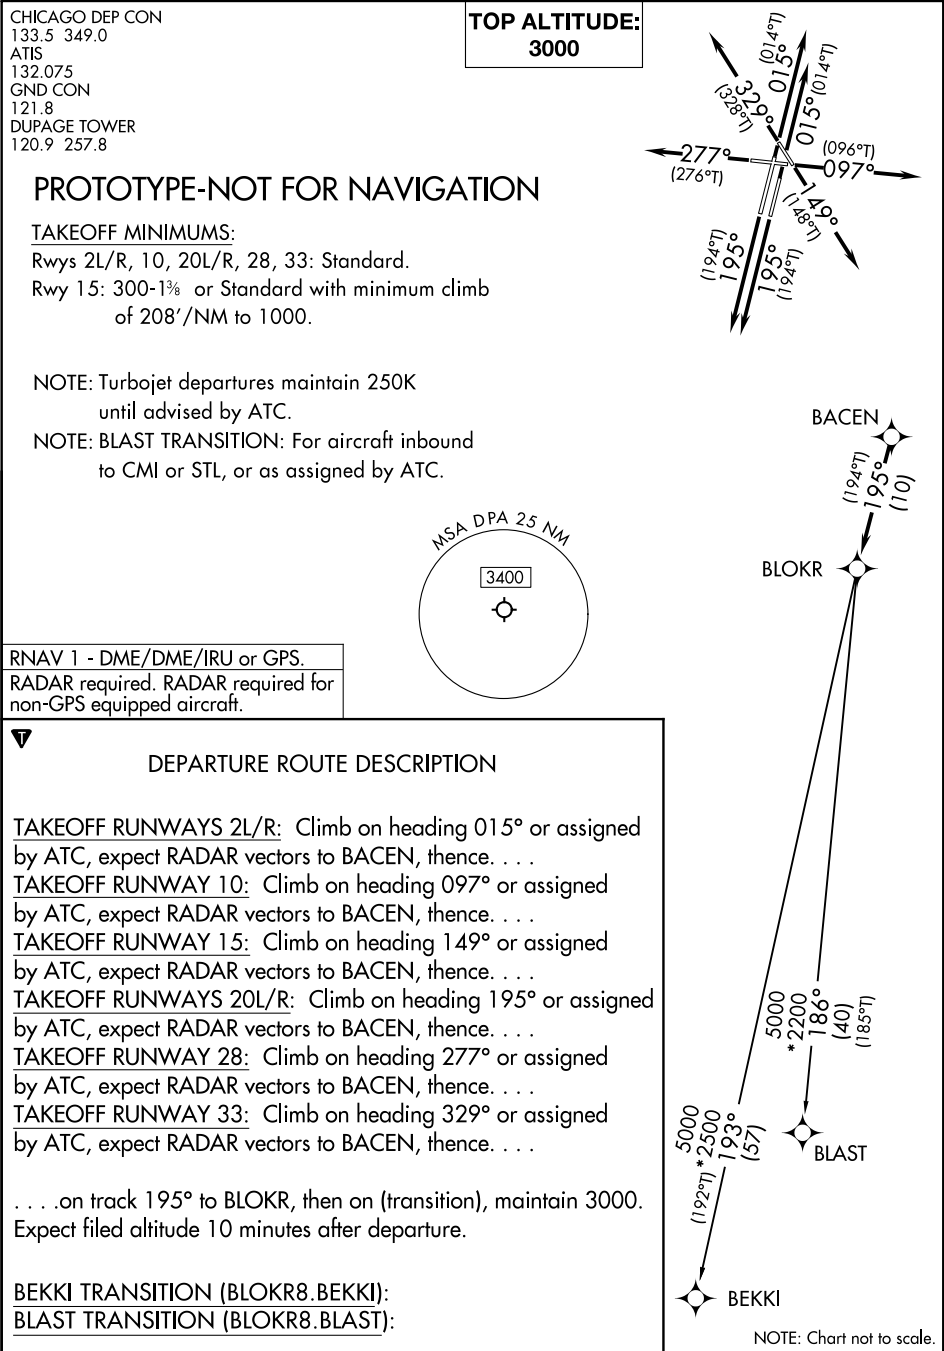 CHICAGO DEP CON
133.5 349.0
ATIS
132.075
GND CON
121.8
DUPAGE TOWER
120.9 257.8
TOP ALTITUDE:
3000
PROTOTYPE-NOT FOR NAVIGATION
TAKEOFF MINIMUMS:
Rwys 2L/R, 10, 20L/R, 28, 33: Standard.
Rwy 15: 300-1⅜ or Standard with minimum climb
of 208'/NM to 1000.
NOTE: Turbojet departures maintain 250K
until advised by ATC.
NOTE: BLAST TRANSITION: For aircraft inbound
to CMI or STL, or as assigned by ATC.
329°
(328°T)
(014°T)
015°
015° (014°T)
277°
(276°T)
(096°T)
097°
149°
(148°T)
(194°T)
195°
195°
(194°T)
MSA DPA 25 NM
3400
BACEN
(194°T)
195°
(10)
BLOKR
5000
*2200
186°
(40)
(185°T)
BLAST
5000
*2500
(192°T)
193°
(57)
BEKKI
NOTE: Chart not to scale.
RNAV 1 - DME/DME/IRU or GPS.
RADAR required. RADAR required for
non-GPS equipped aircraft.
T
DEPARTURE ROUTE DESCRIPTION
TAKEOFF RUNWAYS 2L/R: Climb on heading 015° or assigned
by ATC, expect RADAR vectors to BACEN, thence. . . .
TAKEOFF RUNWAY 10: Climb on heading 097° or assigned
by ATC, expect RADAR vectors to BACEN, thence. . . .
TAKEOFF RUNWAY 15: Climb on heading 149° or assigned
by ATC, expect RADAR vectors to BACEN, thence. . . .
TAKEOFF RUNWAYS 20L/R: Climb on heading 195° or assigned
by ATC, expect RADAR vectors to BACEN, thence. . . .
TAKEOFF RUNWAY 28: Climb on heading 277° or assigned
by ATC, expect RADAR vectors to BACEN, thence. . . .
TAKEOFF RUNWAY 33: Climb on heading 329° or assigned
by ATC, expect RADAR vectors to BACEN, thence. . . .
. . . .on track 195° to BLOKR, then on (transition), maintain 3000.
Expect filed altitude 10 minutes after departure.
BEKKI TRANSITION (BLOKR8.BEKKI):
BLAST TRANSITION (BLOKR8.BLAST):